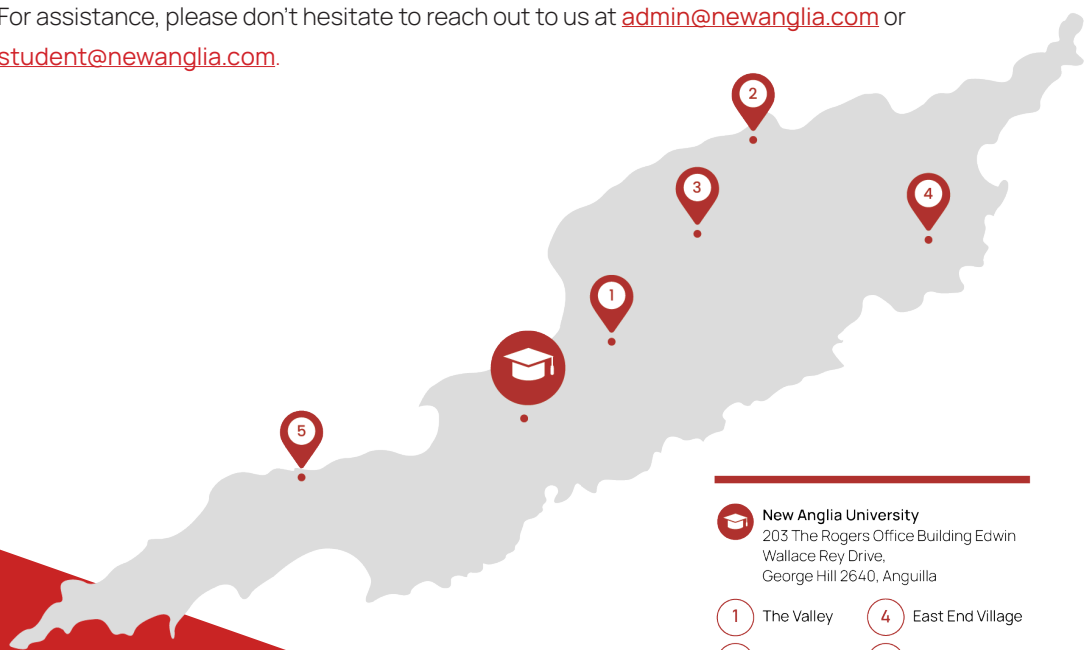 For assistance, please don't hesitate to reach out to us at admin@newanglia.com or
student@newanglia.com.
2
3
4
1
5
New Anglia University
203 The Rogers Office Building Edwin
Wallace Rey Drive,
George Hill 2640, Anguilla
1 The Valley
4 East End Village